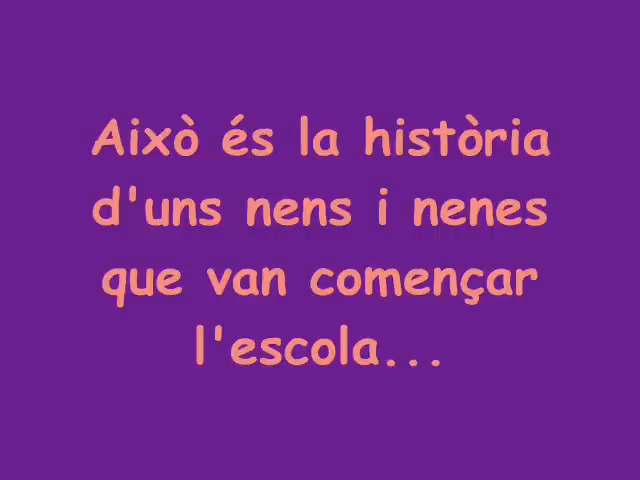 Això és la història
d'uns nens i nenes
que van començar
l'escola...